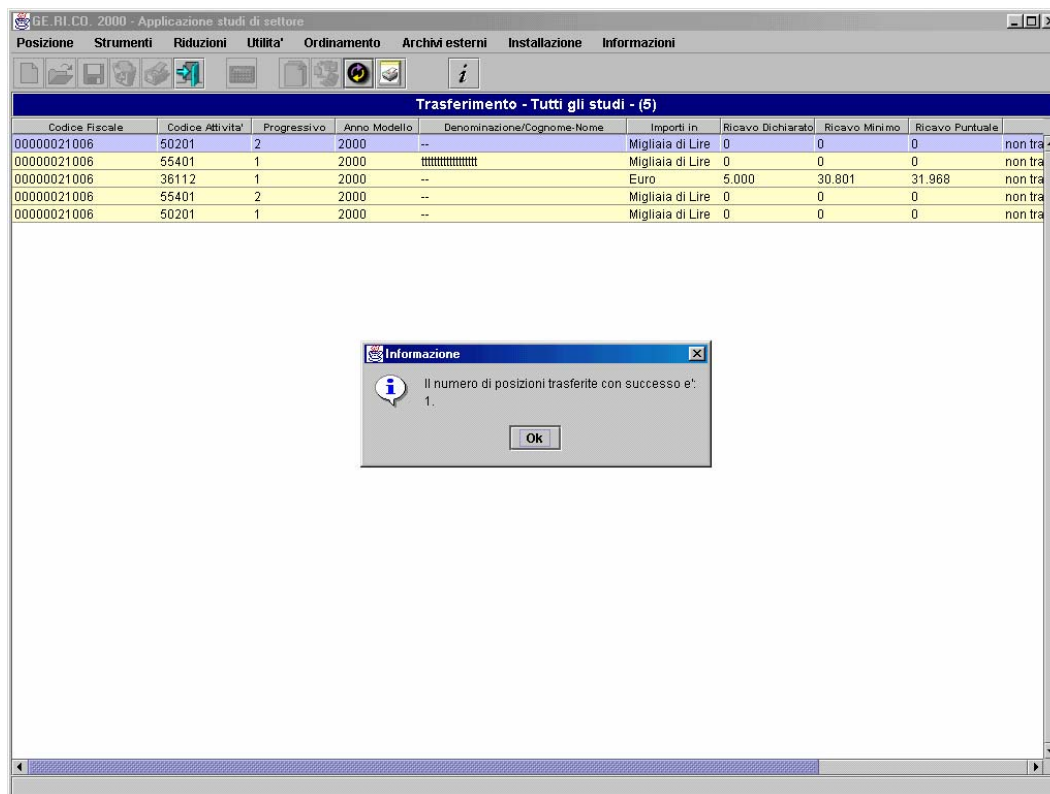 GE.RI.CO. 2000 - Applicazione studi di settore
Posizione Strumenti Riduzioni Utilita' Ordinamento Archivi esterni Installazione Informazioni
i
Trasferimento - Tutti gli studi - (5)
Codice Fiscale Codice Attivita' Progressivo Anno Modello Denominazione/Cognome-Nome Importi in Ricavo Dichiarato Ricavo Minimo Ricavo Puntuale
00000021006 50201 2 2000 -- Migliaia di Lire 0 0 0 non tra
00000021006 55401 1 2000 Migliaia di Lire 0 0 0 non tra
00000021006 36112 1 2000 -- Euro 5.000 30.801 31.968 non tra
00000021006 55401 2 2000 -- Migliaia di Lire 0 0 0 non tra
00000021006 50201 1 2000 -- Migliaia di Lire 0 0 0 non tra
Informazione
Il numero di posizioni trasferite con successo e':
1.
Ok